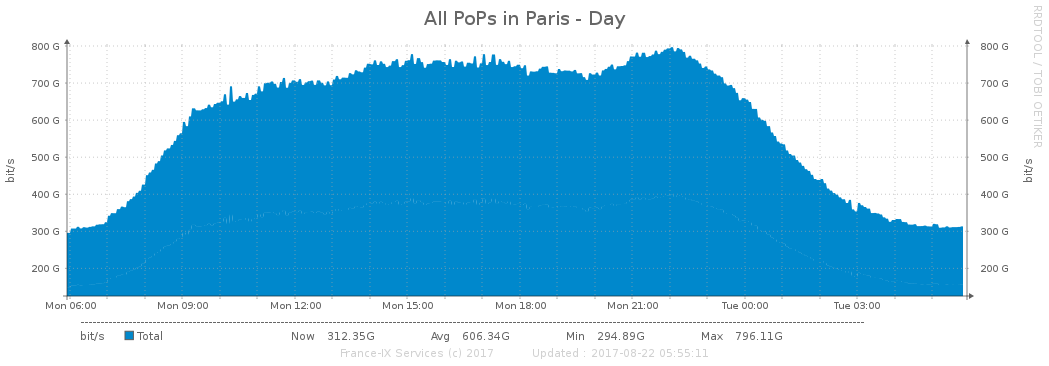 All PoPs in Paris - Day
RRDTOOL / TOBI OETIKER
bit/s
800 G
700 G
600 G
500 G
400 G
300 G
200 G
800 G
700 G
600 G
500 G
400 G
300 G
200 G
bit/s
Mon 06:00 Mon 09:00 Mon 12:00 Mon 15:00 Mon 18:00 Mon 21:00 Tue 00:00 Tue 03:00
bit/s Total Now 312.35G Avg 606.34G Min 294.89G Max 796.11G
France-IX Services (c) 2017 Updated : 2017-08-22 05:55:11